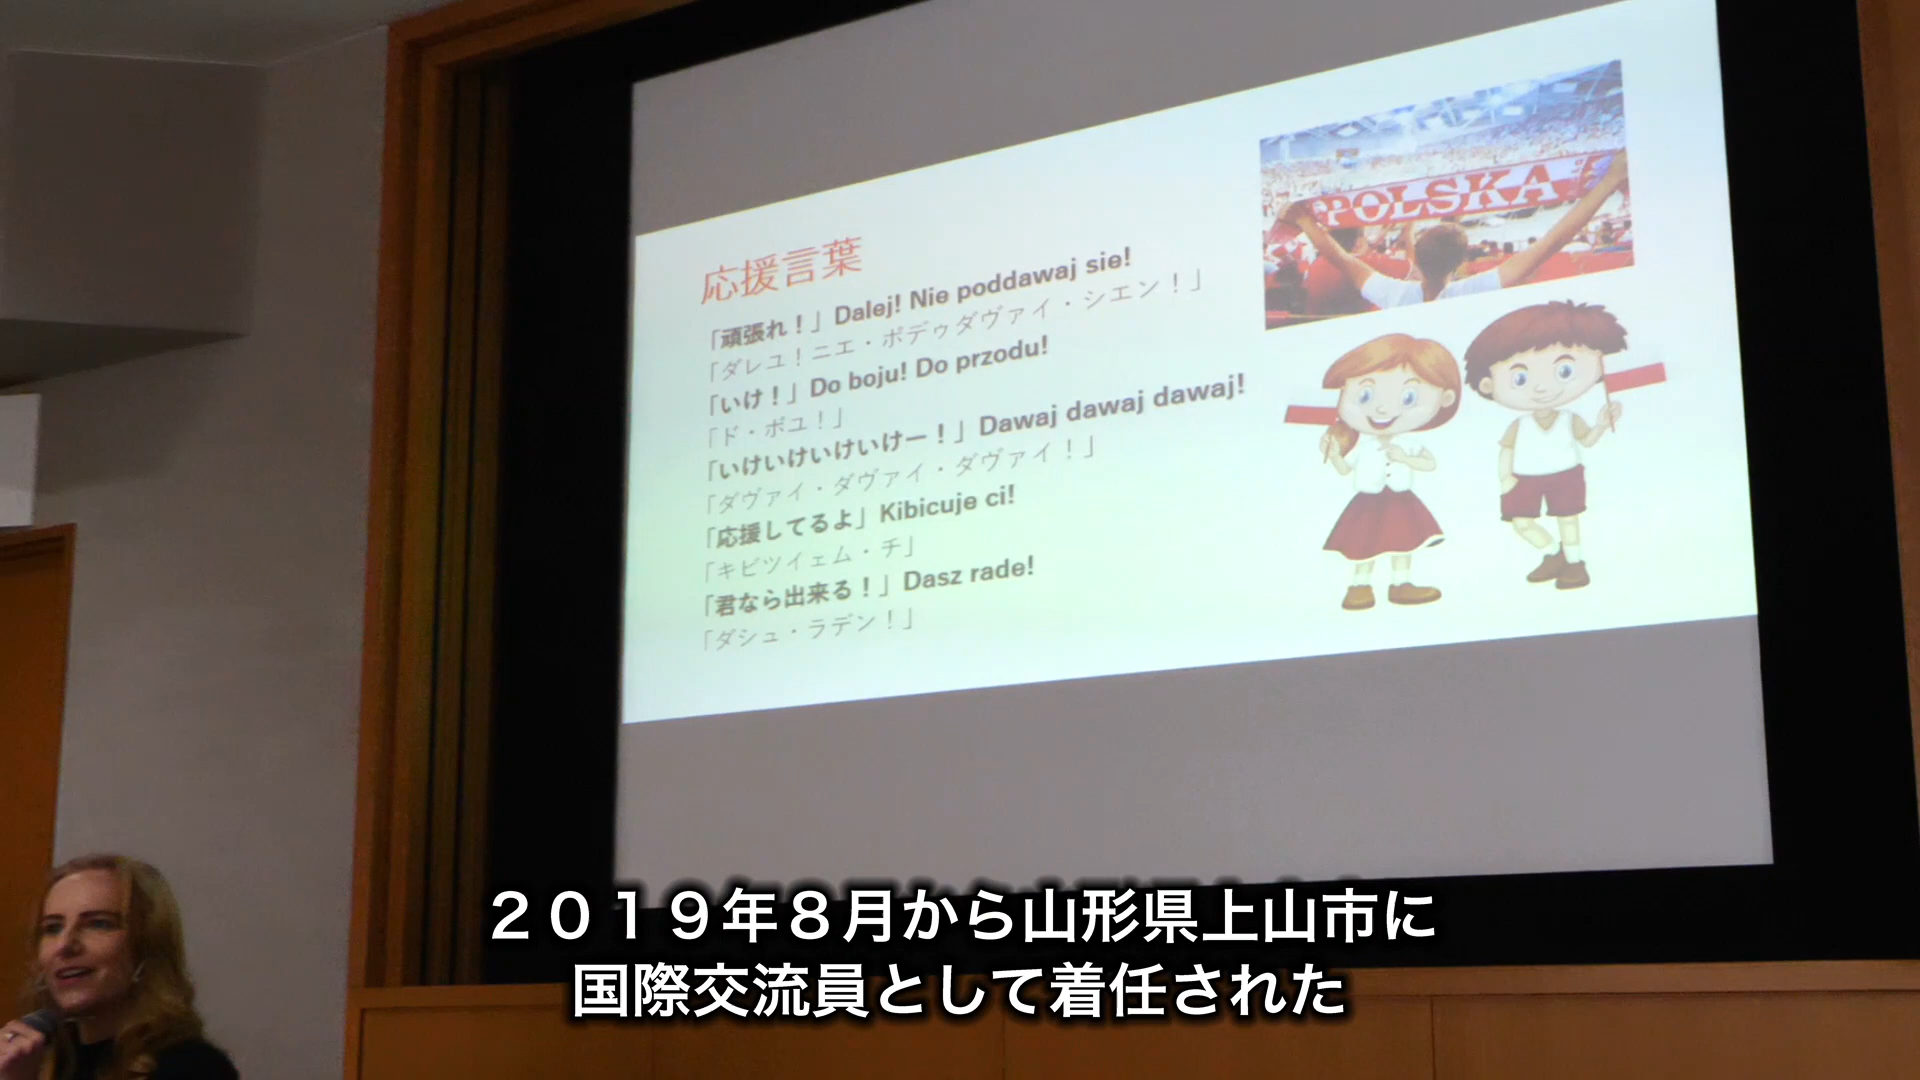 POLSKA
応援言葉
「頑張れ！」Dalej! Nie poddawaj sie!
「ダレユ！ニエ・ポデゥダヴァイ・シエン！」
「いけ！」Do boju! Do przodu!
「ド・ボユ！」
「いけいけいけいけー！」Dawaj dawaj dawaj!
「ダヴァイ・ダヴァイ・ダヴァイ！」
「応援してるよ」Kibicuje ci!
「キビツイェム・チ」
「君なら出来る！」Dasz rade!
「ダシュ・ラデン！」
２０１９年８月から山形県上山市に
国際交流員として着任された